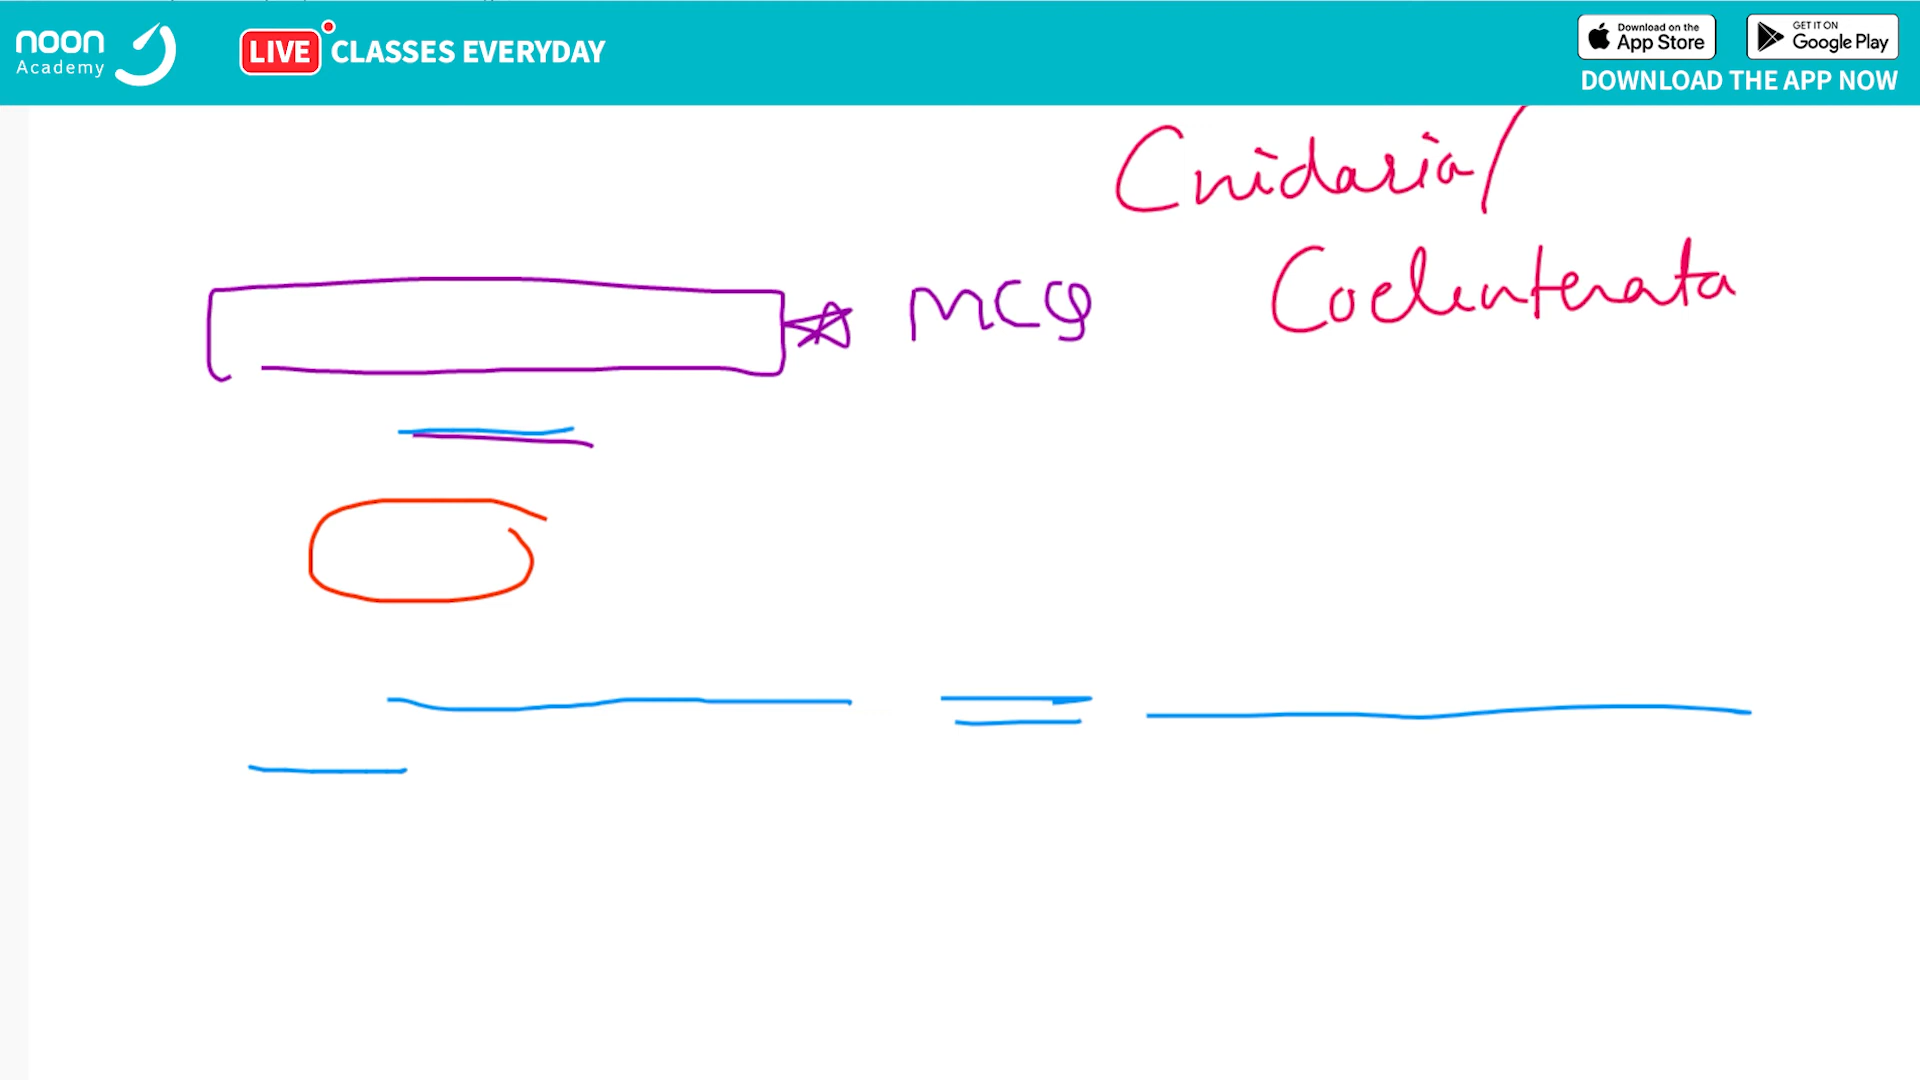 noon
Academy
LIVE CLASSES EVERYDAY
Download on the
App Store
GET IT ON
Google Play
DOWNLOAD THE APP NOW
Cnidaria/
Coelenterata
MCQ